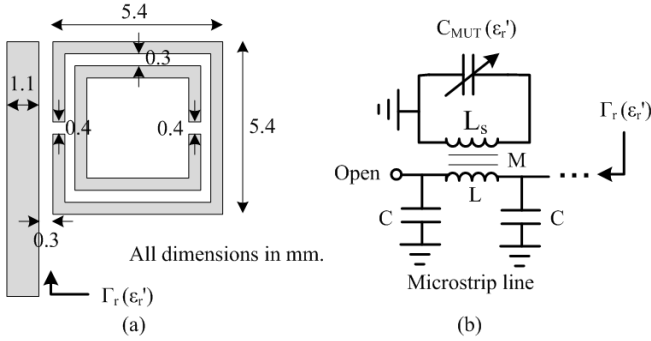 (a)
5.4
1.1
0.3
0.4
0.4
5.4
0.3
All dimensions in mm.
Γr(εr')
(a)
CMUT(εr')
Ls
Γr(εr')
M
Open
L
C
C
Microstrip line
(b)